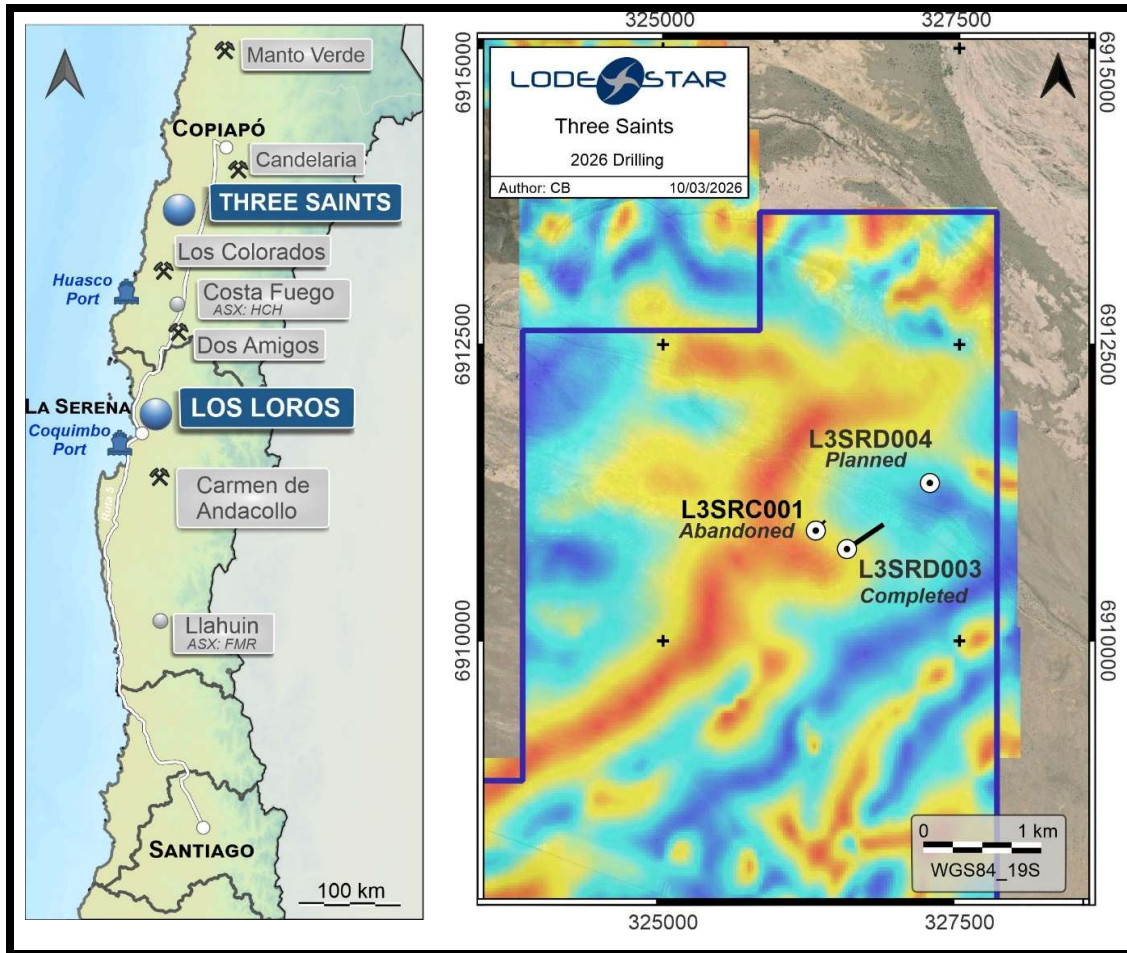 Manto Verde
COPIAPÓ
Candelaria
THREE SAINTS
Los Colorados
Huasco
Port
Costa Fuego
ASX: HCH
Dos Amigos
LA SERENA
LOS LOROS
Coquimbo
Port
Carmen de
Andacollo
Ruta 5
Llahuin
ASX: FMR
SANTIAGO
100 km
325000
327500
6915000
6915000
LODESTAR
Three Saints
2026 Drilling
Author: CB
10/03/2026
6912500
6912500
L3SRD004
Planned
L3SRC001
Abandoned
L3SRD003
Completed
6910000
6910000
0
1 km
WGS84_19S
325000
327500